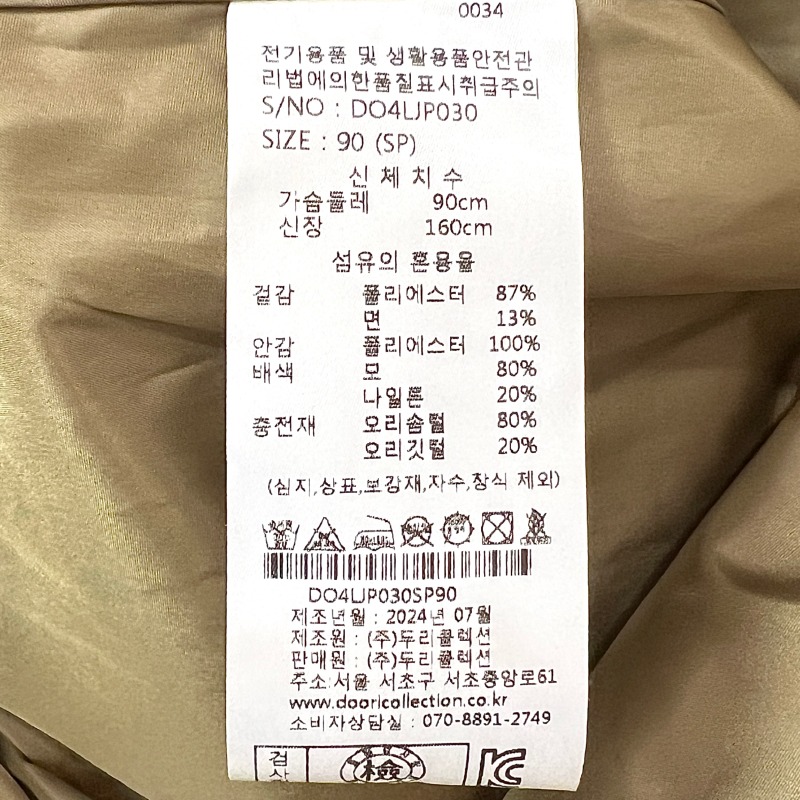 0034
전기용품 및 생활용품안전관
리법에의한품질표시취급주의
S/NO : DO4IJP030
SIZE : 90 (SP)
신 체 치 수
가슴둘레 90cm
신장 160cm
섬유의 혼용율
겉감 폴리에스터 87%
면 13%
안감 폴리에스터 100%
배색 모 80%
나일론 20%
충전재 오리솜털 80%
오리깃털 20%
(심지,상표,보강재,자수,장식 제외)
DO4IJP030SP90
제조년월 : 2024년 07월
제조원 : (주)두리콜렉션
판매원 : (주)두리콜렉션
주소:서울 서초구 서초중앙로61
www.dooricollection.co.kr
소비자상담실 : 070-8891-2749
검 檢 KC